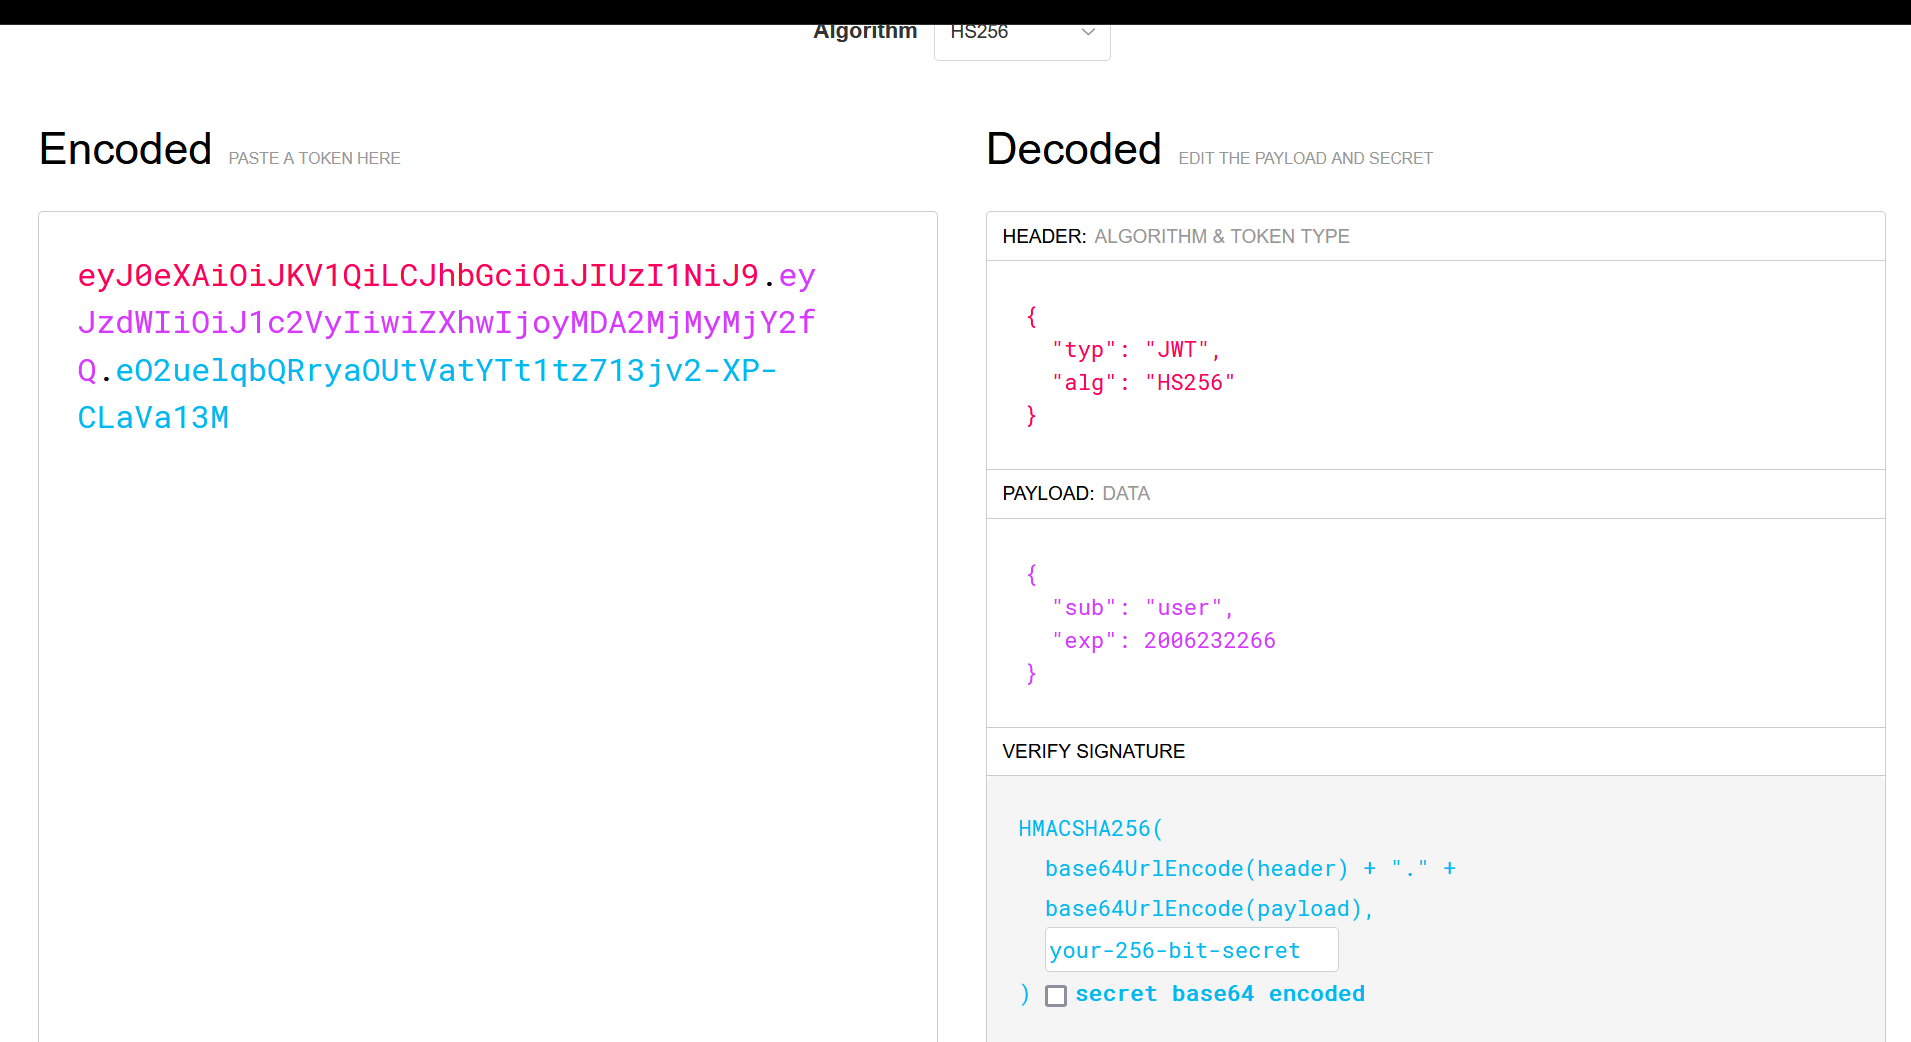 Algorithm HS256
Encoded PASTE A TOKEN HERE
eyJ0eXAiOiJKV1QiLCJhbGciOiJIUzI1NiJ9.ey
JzdWIiOiJ1c2VyIiwiZXhwIjoyMDA2MjMyMjY2f
Q.eO2uelqbQRryaOUtVatYTt1tz713jv2-XP-
CLaVa13M
Decoded EDIT THE PAYLOAD AND SECRET
HEADER: ALGORITHM & TOKEN TYPE
{
"typ": "JWT",
"alg": "HS256"
}
PAYLOAD: DATA
{
"sub": "user",
"exp": 2006232266
}
VERIFY SIGNATURE
HMACSHA256(
base64UrlEncode(header) + "." +
base64UrlEncode(payload),
your-256-bit-secret
) secret base64 encoded